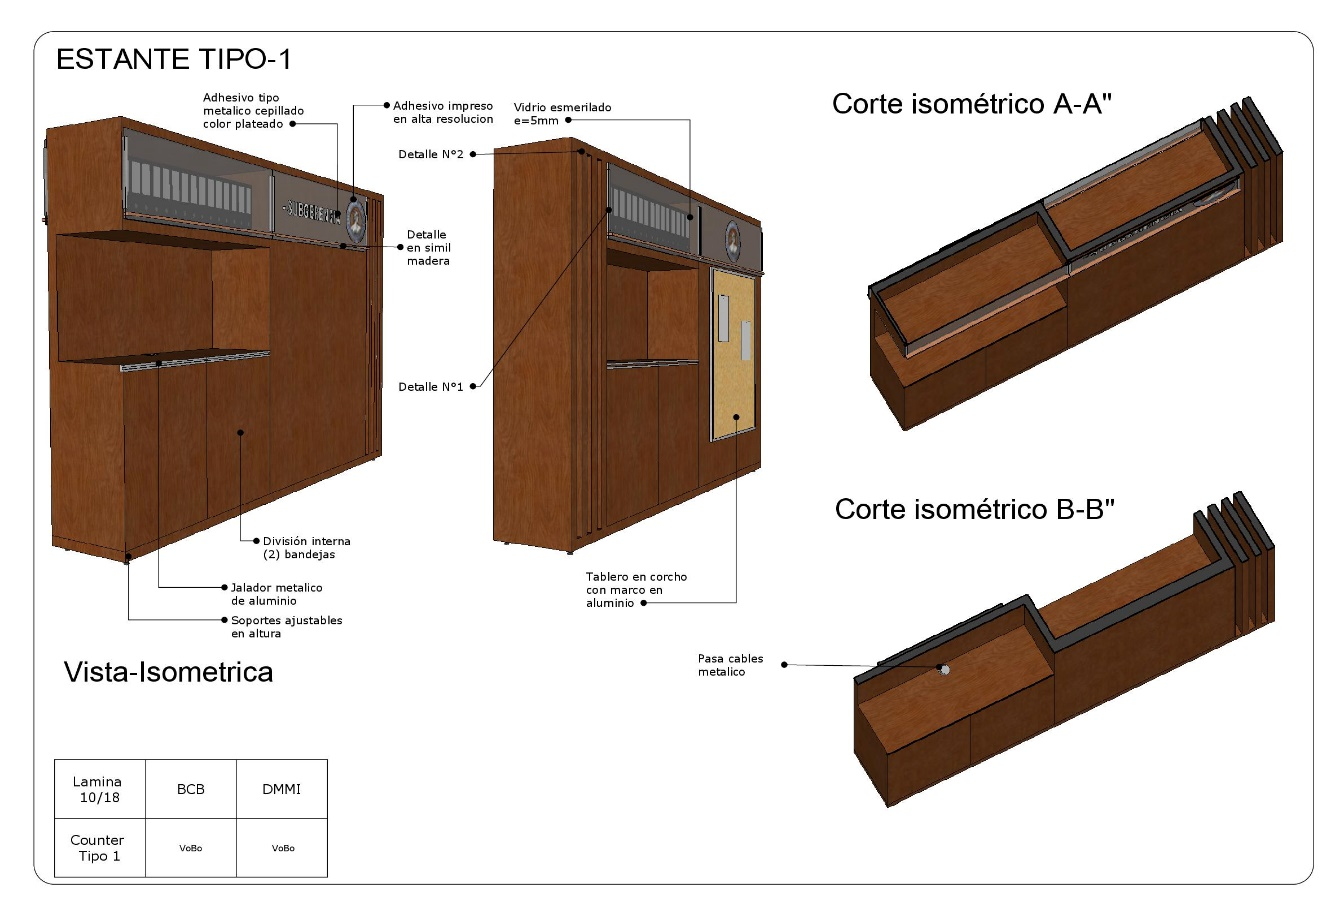 ESTANTE TIPO-1
Adhesivo tipo
metalico cepillado
color plateado
Adhesivo impreso
en alta resolucion
Vidrio esmerilado
e=5mm
Detalle N°2
-SUBGERENCIA
Detalle
en simil
madera
Detalle N°1
División interna
(2) bandejas
Jalador metalico
de aluminio
Soportes ajustables
en altura
Tablero en corcho
con marco en
aluminio
Vista-Isometrica
Corte isométrico A-A"
Corte isométrico B-B"
Pasa cables
metalico
Lamina
10/18
BCB
DMMI
Counter
Tipo 1
VoBo
VoBo